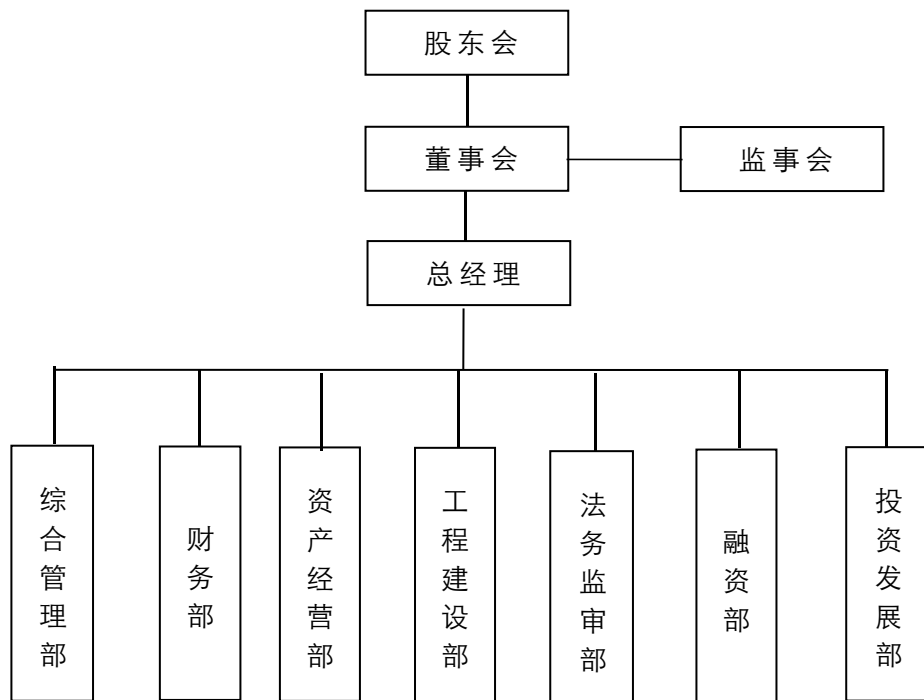 股东会
董事会
监事会
总经理
综合管理部
财务部
资产经营部
工程建设部
法务监审部
融资部
投资发展部